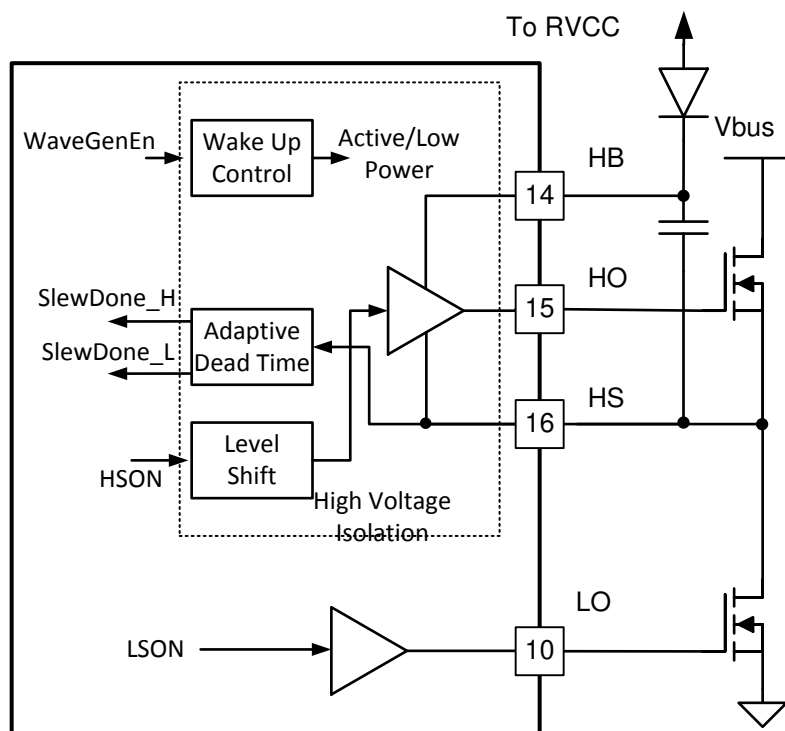 To RVCC
Vbus
WaveGenEn
Wake Up
Control
Active/Low
Power
HB
14
SlewDone_H
SlewDone_L
Adaptive
Dead Time
HO
15
HS
16
HSON
Level
Shift
High Voltage
Isolation
LSON
LO
10